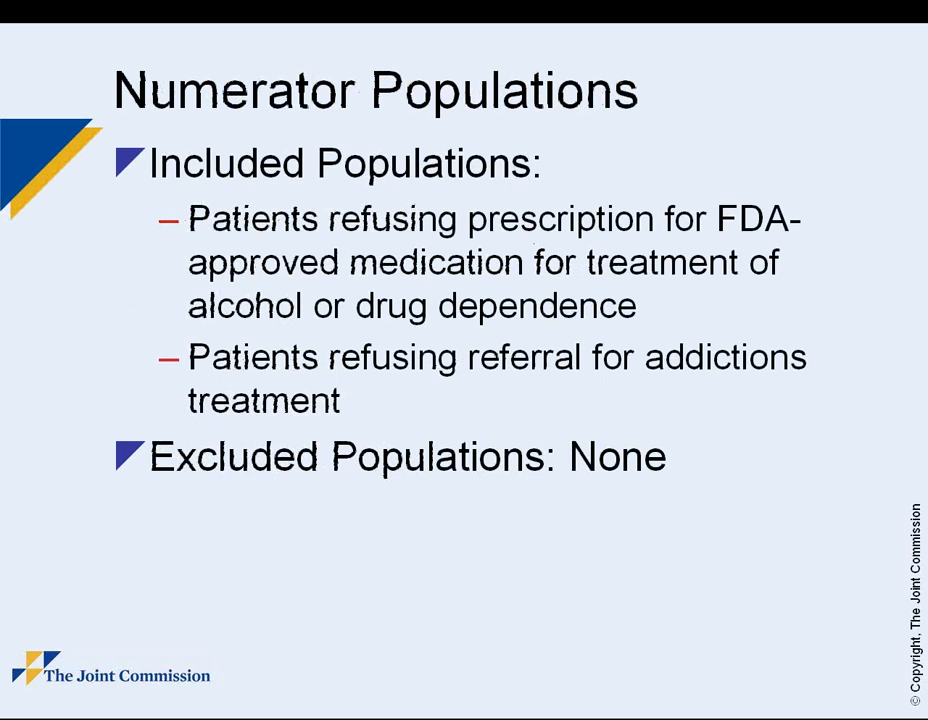 Numerator Populations
Included Populations:
– Patients refusing prescription for FDA-
approved medication for treatment of
alcohol or drug dependence
– Patients refusing referral for addictions
treatment
Excluded Populations: None
© Copyright, The Joint Commission
The Joint Commission